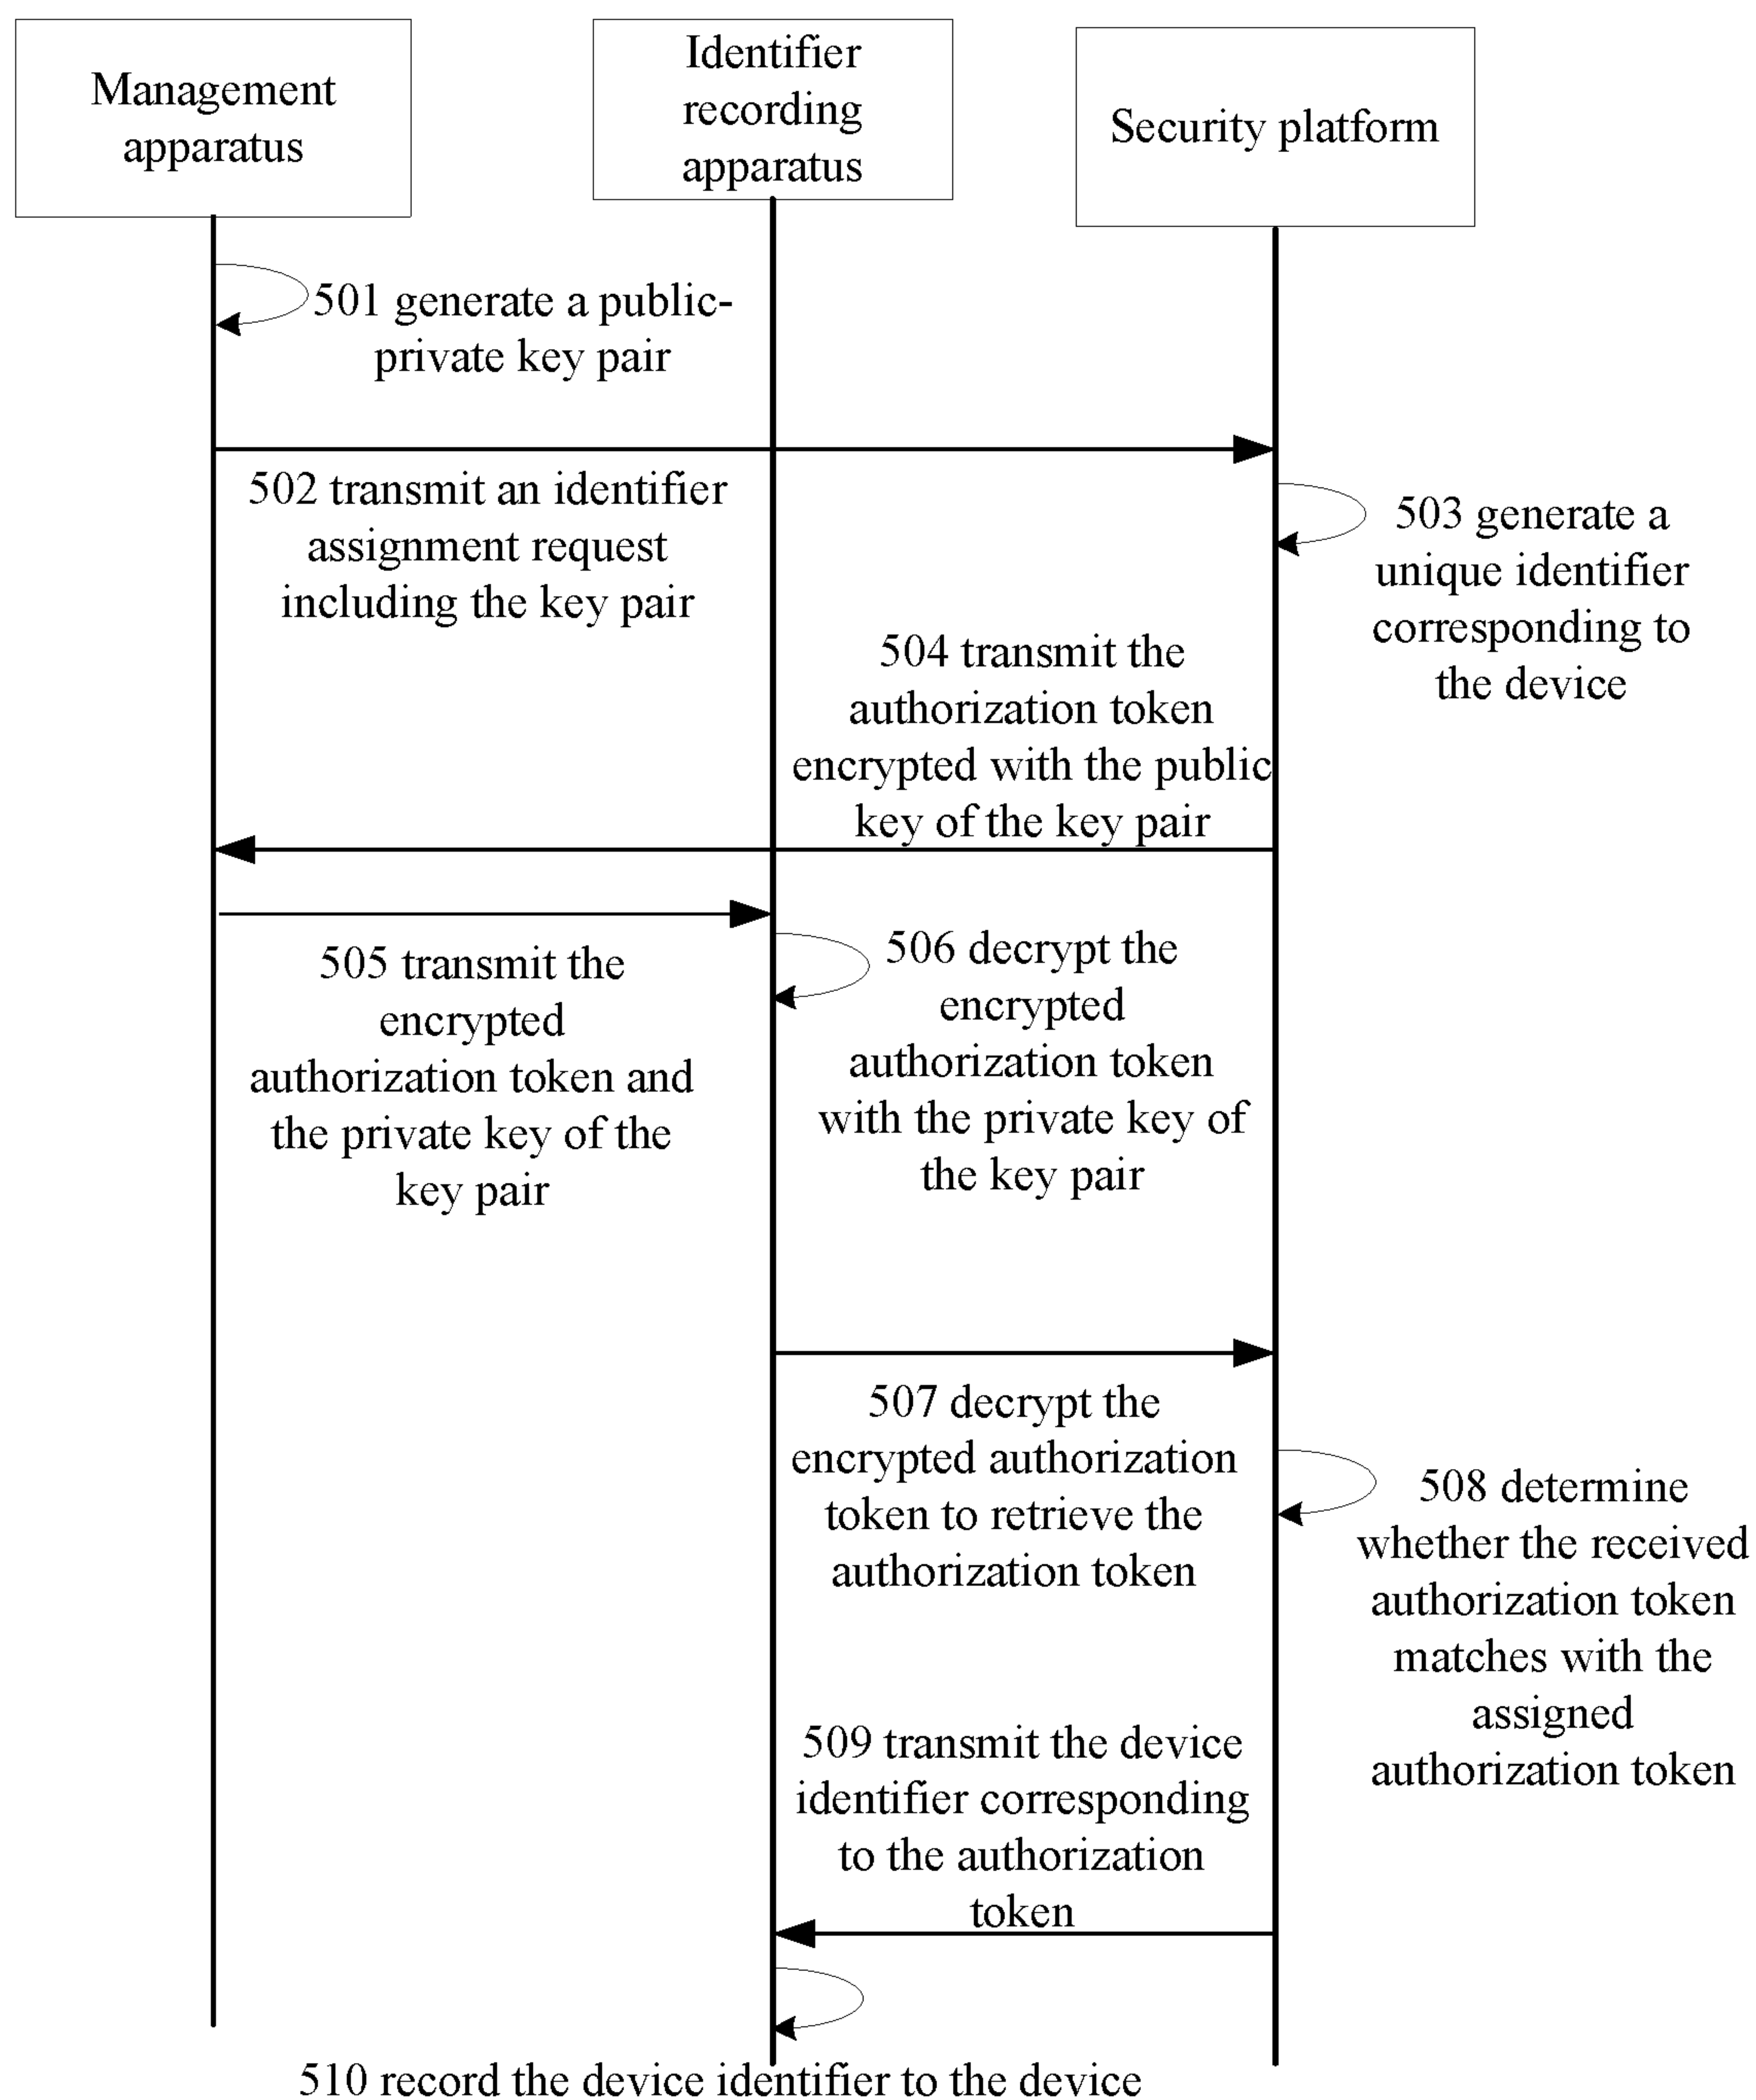 Management
apparatus
Identifier
recording
apparatus
Security platform
501 generate a public-
private key pair
502 transmit an identifier
assignment request
including the key pair
503 generate a
unique identifier
corresponding to
the device
504 transmit the
authorization token
encrypted with the public
key of the key pair
505 transmit the
encrypted
authorization token and
the private key of the
key pair
506 decrypt the
encrypted
authorization token
with the private key of
the key pair
507 decrypt the
encrypted authorization
token to retrieve the
authorization token
508 determine
whether the received
authorization token
matches with the
assigned
authorization token
509 transmit the device
identifier corresponding
to the authorization
token
510 record the device identifier to the device